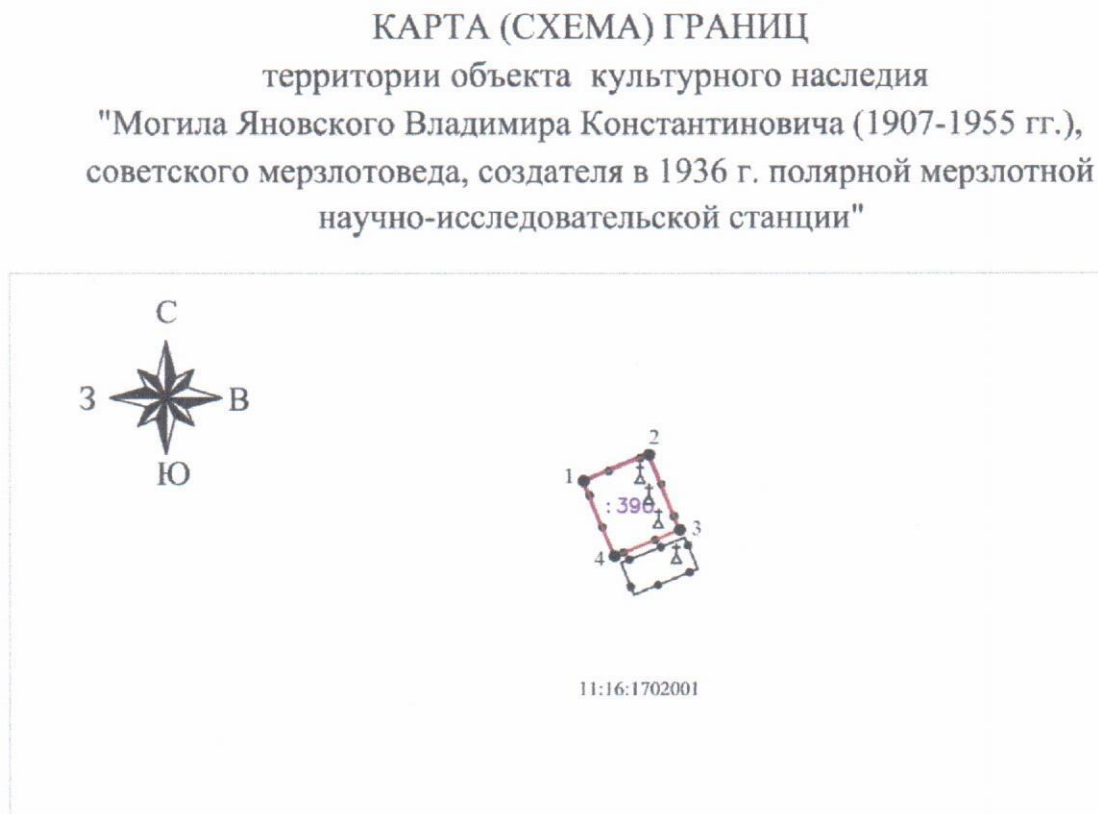 КАРТА (СХЕМА) ГРАНИЦ
территории объекта культурного наследия
"Могила Яновского Владимира Константиновича (1907-1955 гг.),
советского мерзлотоведа, создателя в 1936 г. полярной мерзлотной
научно-исследовательской станции"
С
З В
Ю
2
1
:396
3
4
11:16:1702001